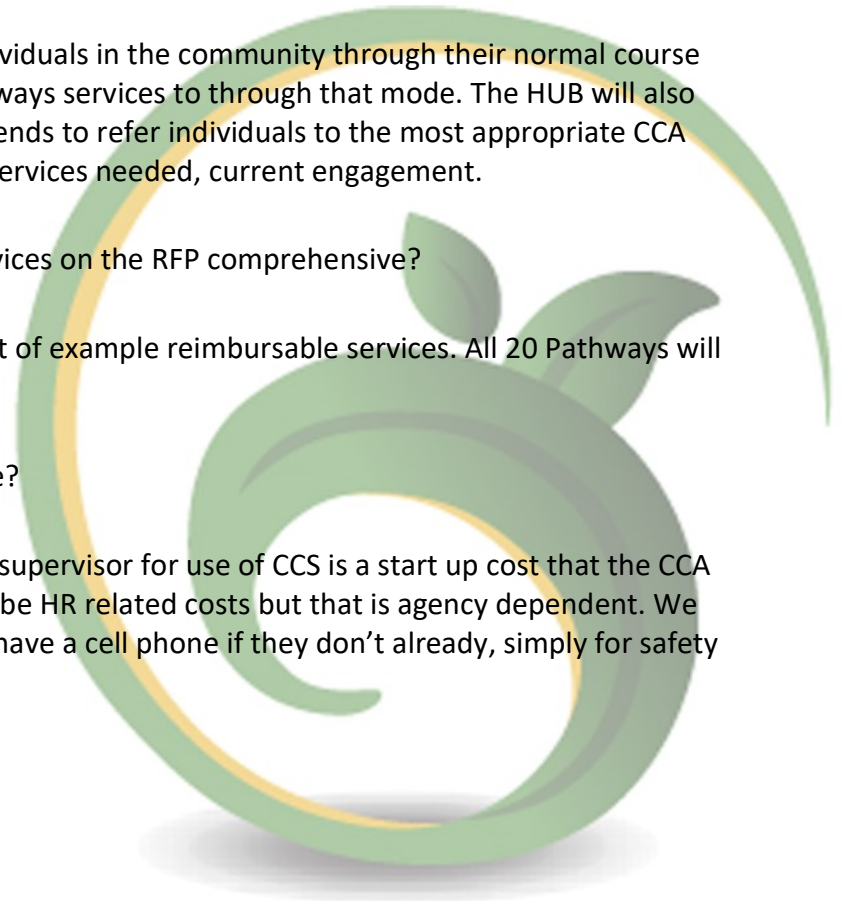 viduals in the community through their normal course
ways services to through that mode. The HUB will also
ends to refer individuals to the most appropriate CCA
ervices needed, current engagement.
vices on the RFP comprehensive?
t of example reimbursable services. All 20 Pathways will
e?
supervisor for use of CCS is a start up cost that the CCA
be HR related costs but that is agency dependent. We
have a cell phone if they don’t already, simply for safety